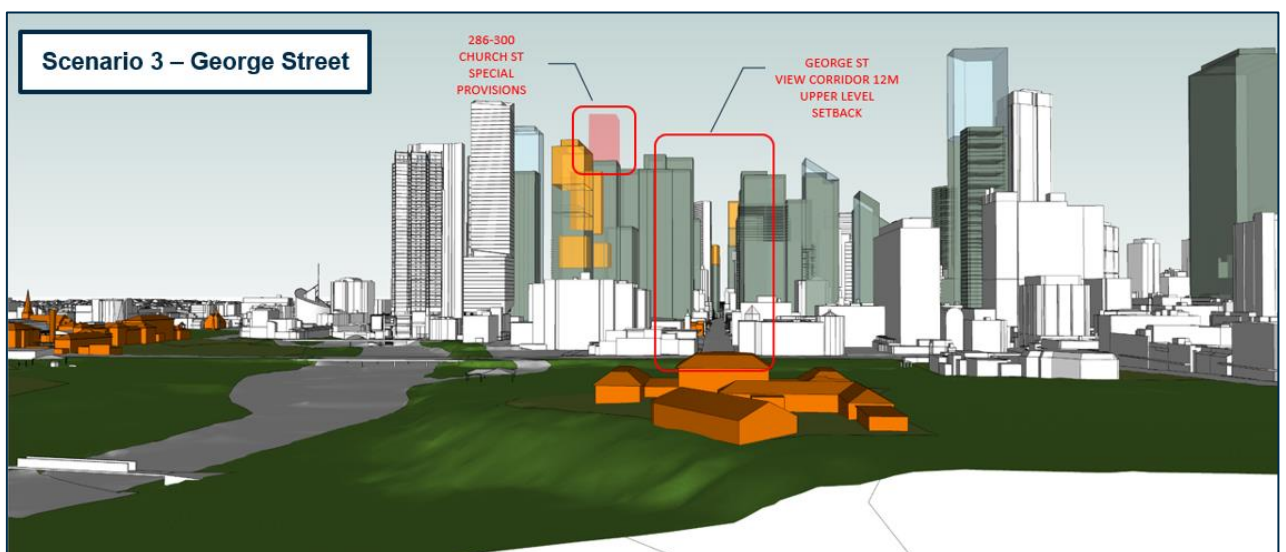 Scenario 3 – George Street
286-300
CHURCH ST
SPECIAL
PROVISIONS
GEORGE ST
VIEW CORRIDOR 12M
UPPER LEVEL
SETBACK